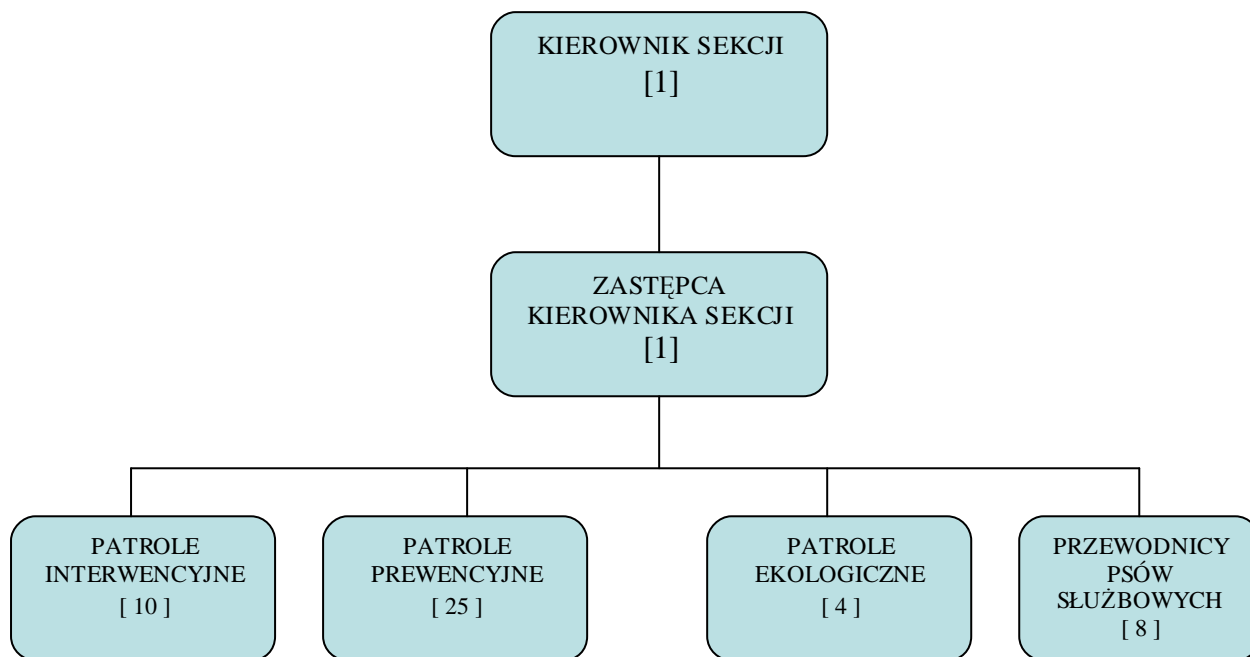 KIEROWNIK SEKCJI
[1]
ZASTĘPCA
KIEROWNIKA SEKCJI
[1]
PATROLE
INTERWENCYJNE
[ 10 ]
PATROLE
PREWENCYJNE
[ 25 ]
PATROLE
EKOLOGICZNE
[ 4 ]
PRZEWODNICY
PSÓW
SŁUŻBOWYCH
[ 8 ]